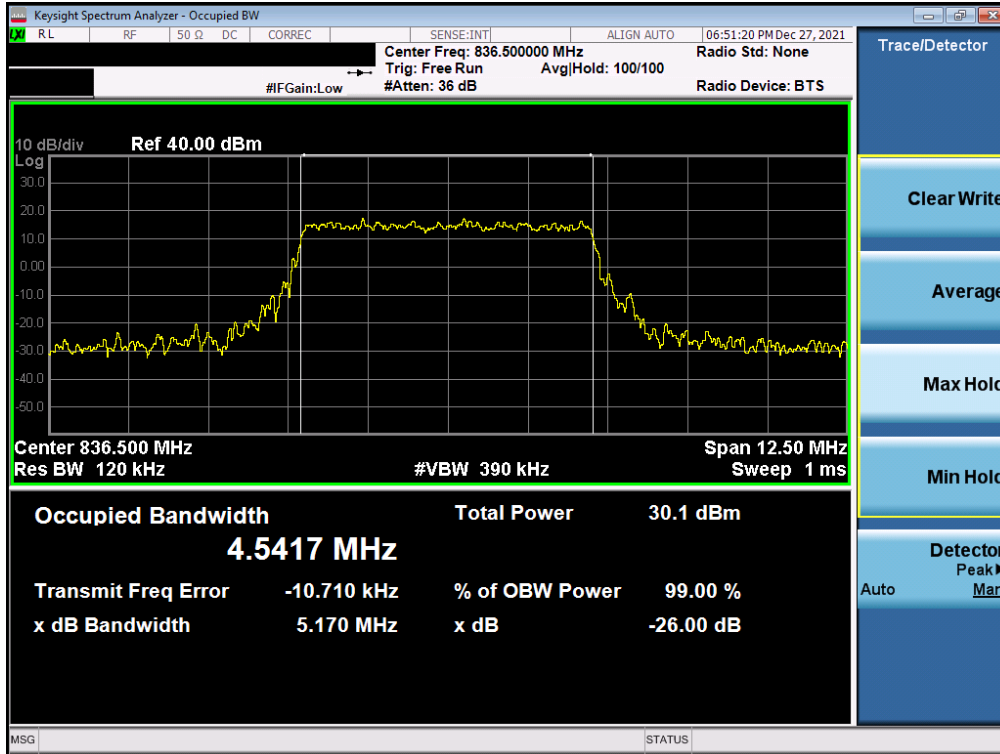 Keysight Spectrum Analyzer - Occupied BW
LXI RL RF 50 Ω DC CORREC SENSE:INT ALIGN AUTO 06:51:20 PM Dec 27, 2021
Center Freq: 836.500000 MHz Radio Std: None
Trig: Free Run Avg|Hold: 100/100
#IFGain:Low #Atten: 36 dB Radio Device: BTS
10 dB/div Ref 40.00 dBm
Log
30.0
20.0
10.0
0.00
-10.0
-20.0
-30.0
-40.0
-50.0
Center 836.500 MHz Span 12.50 MHz
Res BW 120 kHz #VBW 390 kHz Sweep 1 ms
Occupied Bandwidth Total Power 30.1 dBm
4.5417 MHz
Transmit Freq Error -10.710 kHz % of OBW Power 99.00 %
x dB Bandwidth 5.170 MHz x dB -26.00 dB
MSG STATUS
Trace/Detector
Clear Write
Average
Max Hold
Min Hold
Detector
Peak
Auto Man